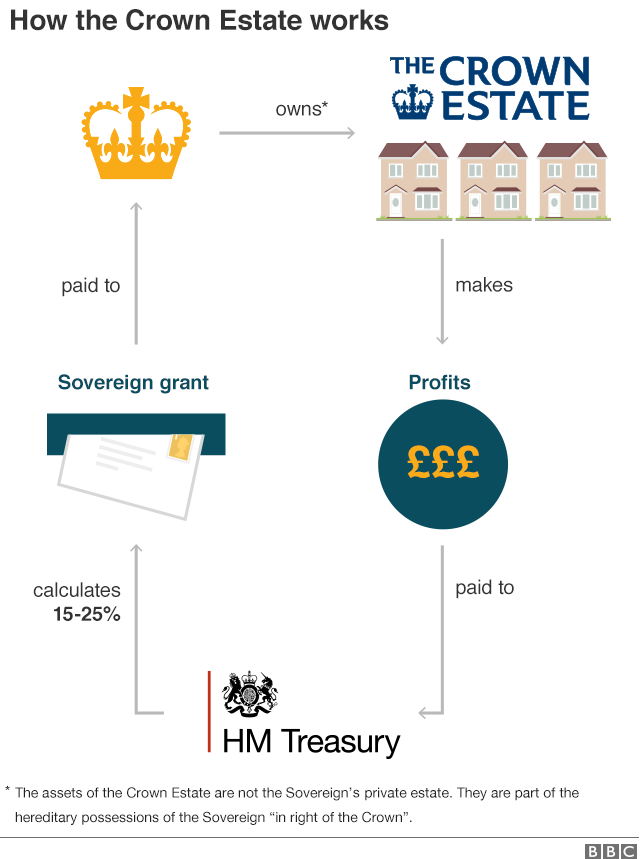 How the Crown Estate works
owns*
THE CROWN
ESTATE
paid to
makes
Sovereign grant
Profits
£££
calculates
15-25%
paid to
HM Treasury
* The assets of the Crown Estate are not the Sovereign's private estate. They are part of the
hereditary possessions of the Sovereign “in right of the Crown”.
BBC